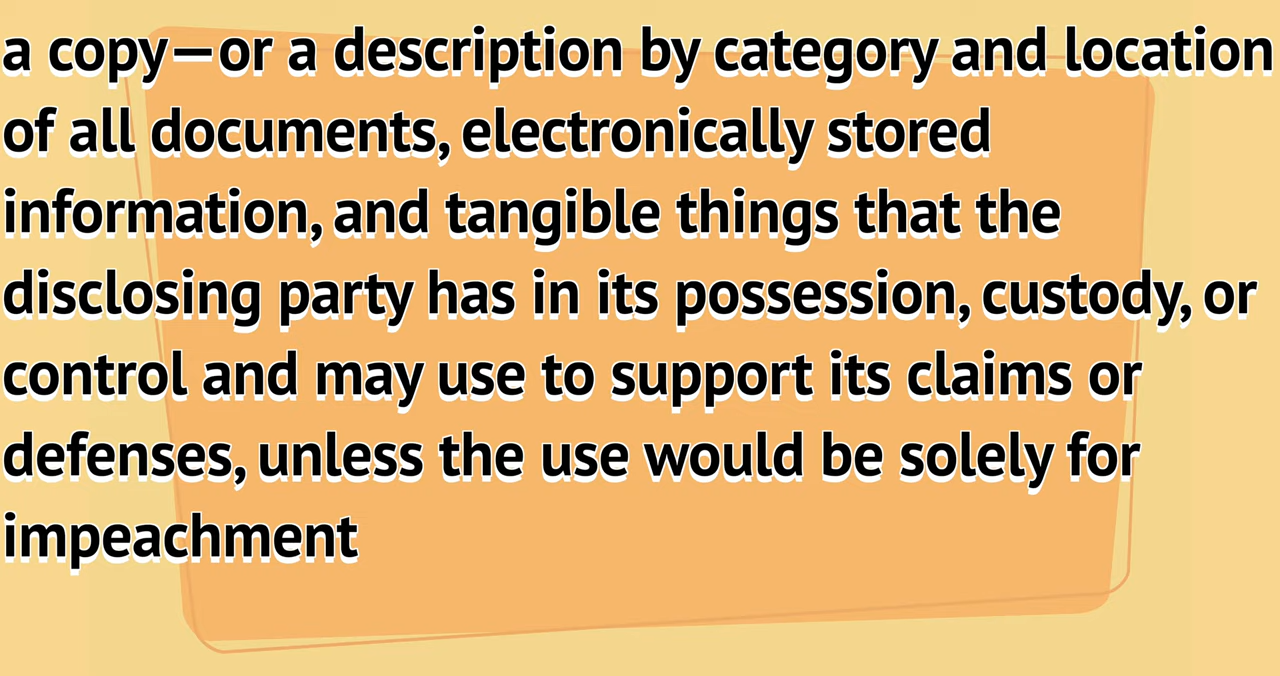 a copy—or a description by category and location
of all documents, electronically stored
information, and tangible things that the
disclosing party has in its possession, custody, or
control and may use to support its claims or
defenses, unless the use would be solely for
impeachment